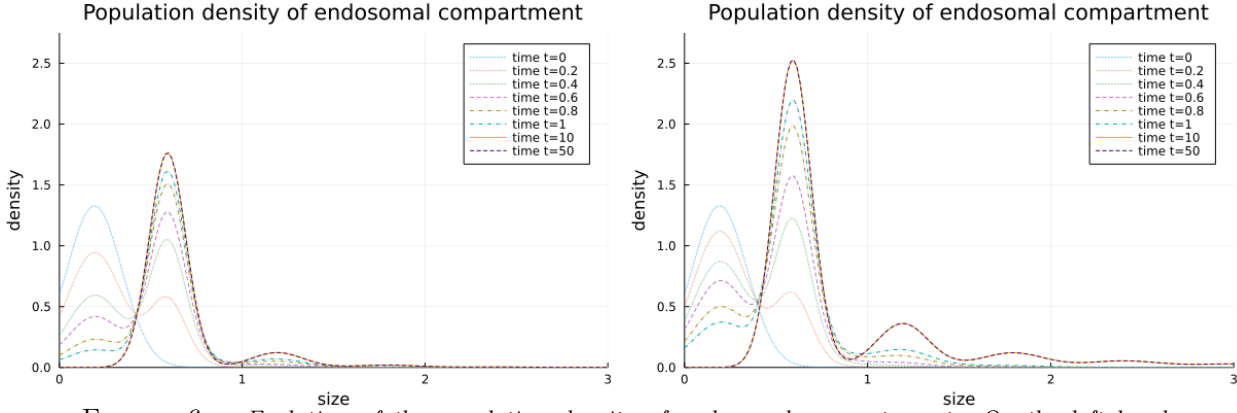 Population density of endosomal compartment
2.5
2.0
1.5
1.0
0.5
0.0
density
0
1
2
3
size
time t=0
time t=0.2
time t=0.4
time t=0.6
time t=0.8
time t=1
time t=10
time t=50
Population density of endosomal compartment
2.5
2.0
1.5
1.0
0.5
0.0
density
0
1
2
3
size
time t=0
time t=0.2
time t=0.4
time t=0.6
time t=0.8
time t=1
time t=10
time t=50